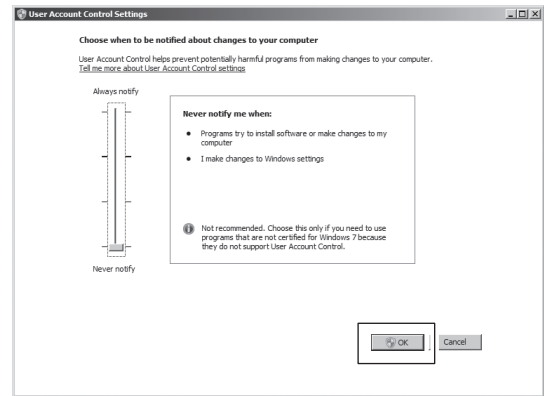 User Account Control Settings
Choose when to be notified about changes to your computer
User Account Control helps prevent potentially harmful programs from making changes to your computer.
Tell me more about User Account Control settings
Always notify
Never notify me when:
• Programs try to install software or make changes to my
computer
• I make changes to Windows settings
Not recommended. Choose this only if you need to use
programs that are not certified for Windows 7 because
they do not support User Account Control.
Never notify
OK
Cancel